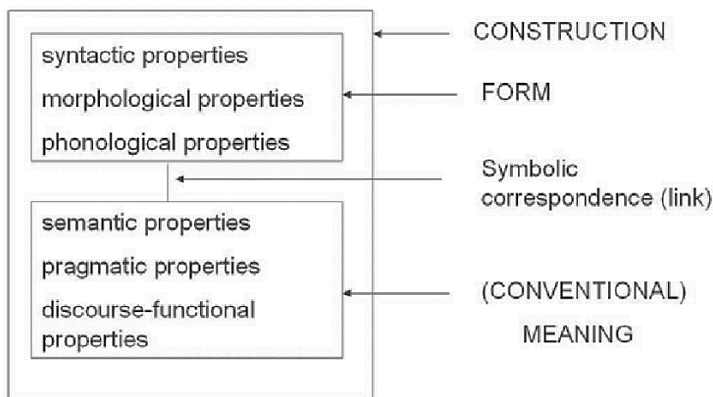 syntactic properties
morphological properties
phonological properties
semantic properties
pragmatic properties
discourse-functional
properties
CONSTRUCTION
FORM
Symbolic
correspondence (link)
(CONVENTIONAL)
MEANING